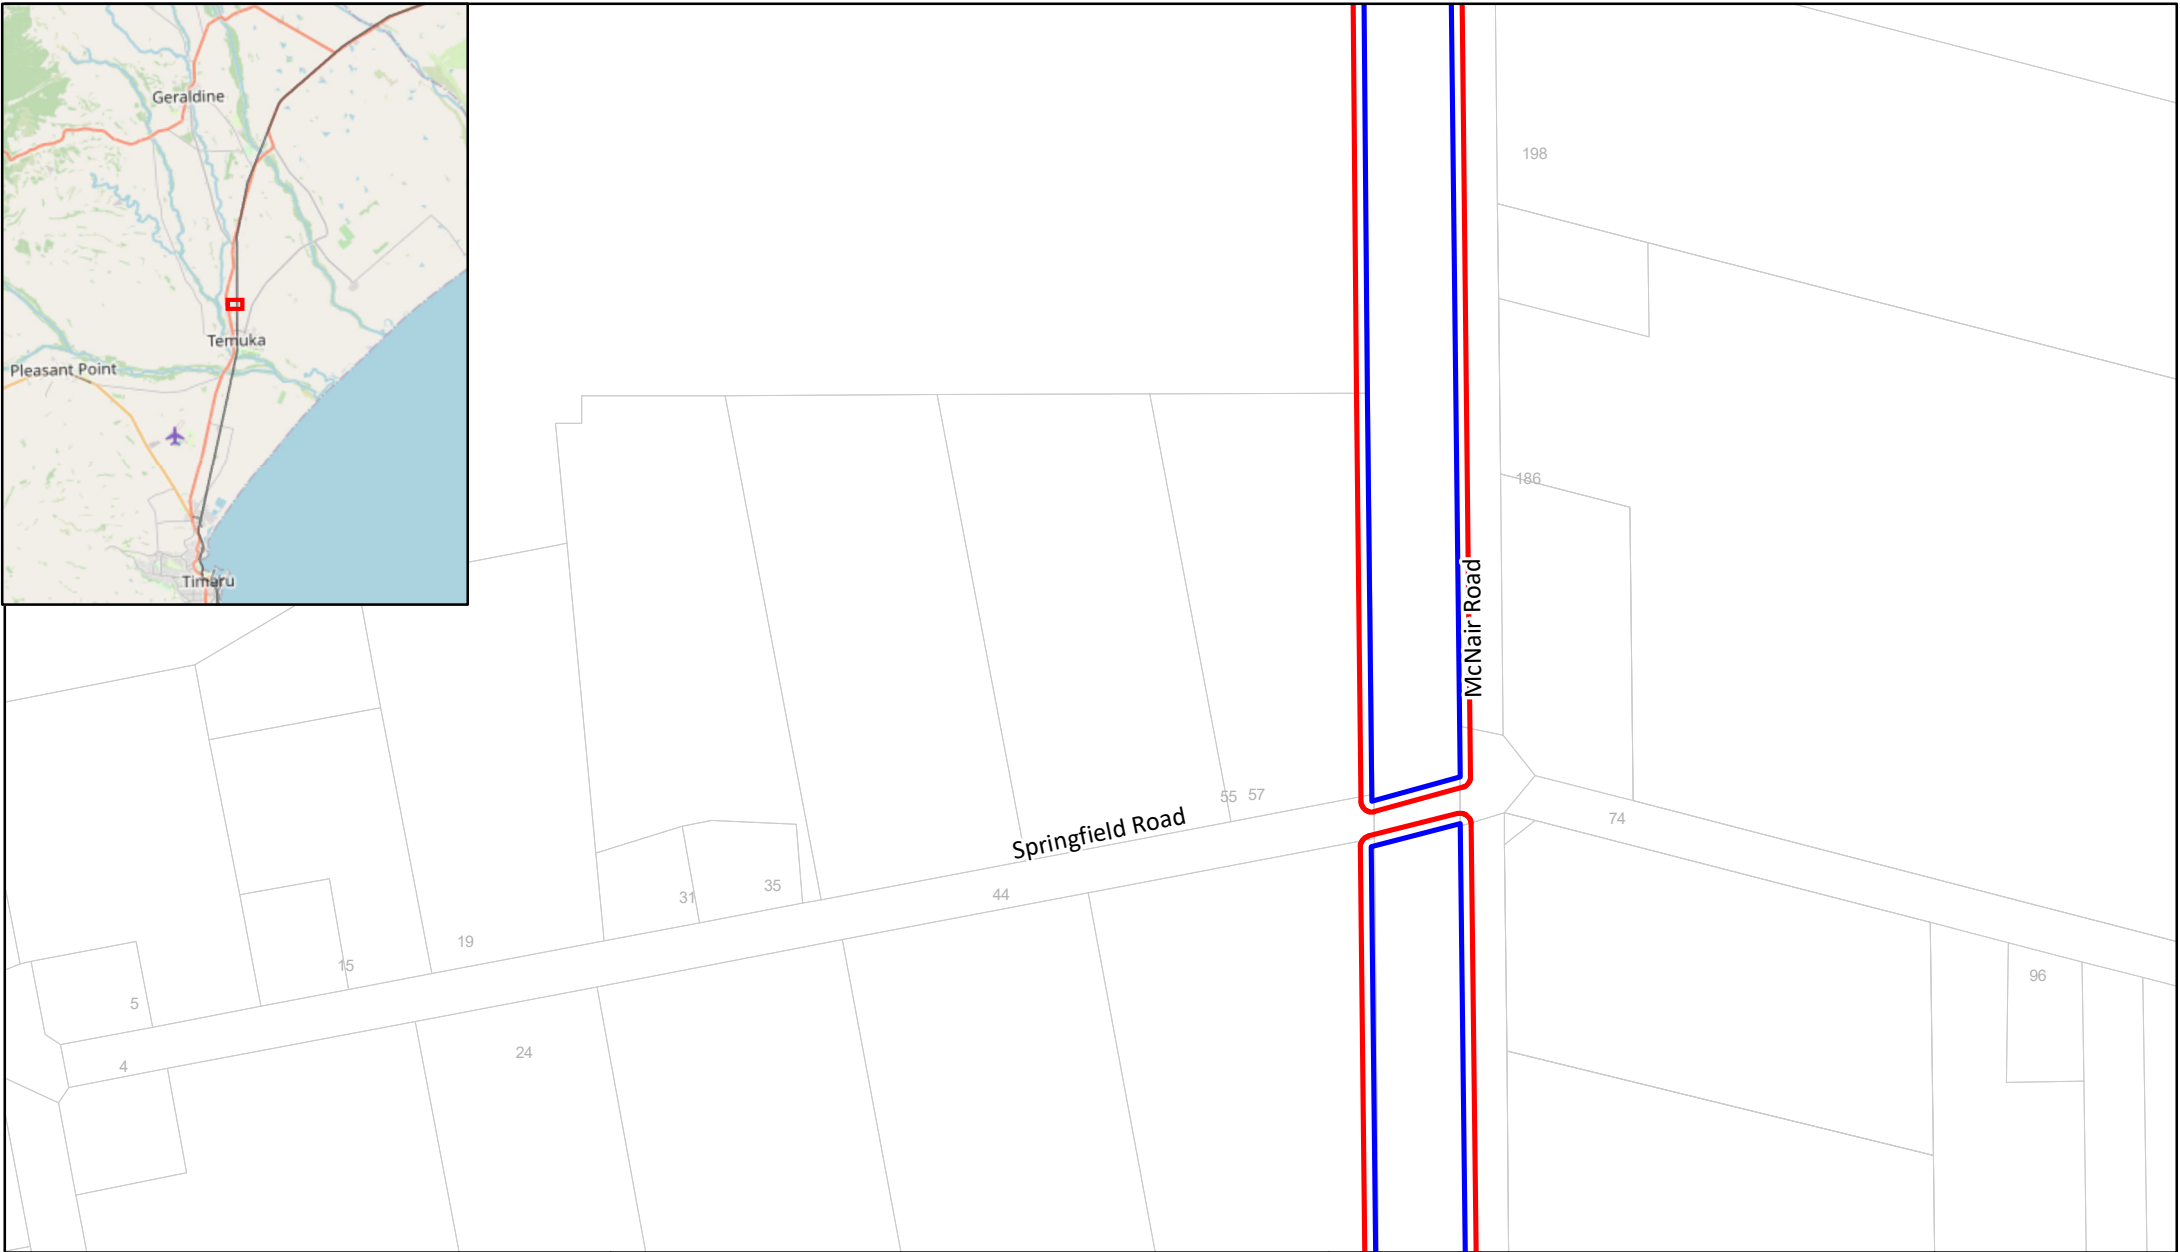 Geraldine
Temuka
Pleasant Point
Timaru
198
186
McNair Road
55
57
Springfield Road
74
31
35
44
19
15
5
96
4
24